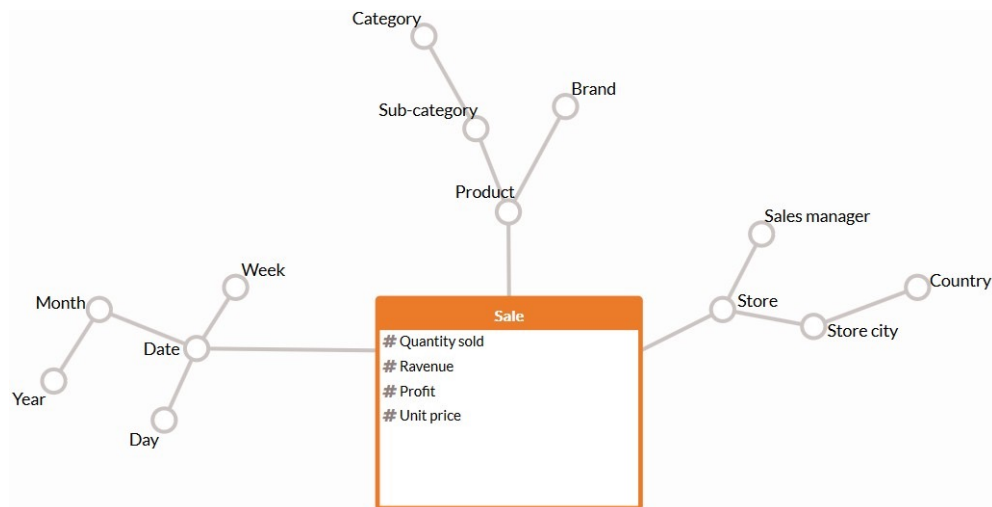 Category
Brand
Sub-category
Product
Sales manager
Week
Country
Month
Store
Sale
Store city
Date
# Quantity sold
# Ravenue
# Profit
Year
# Unit price
Day